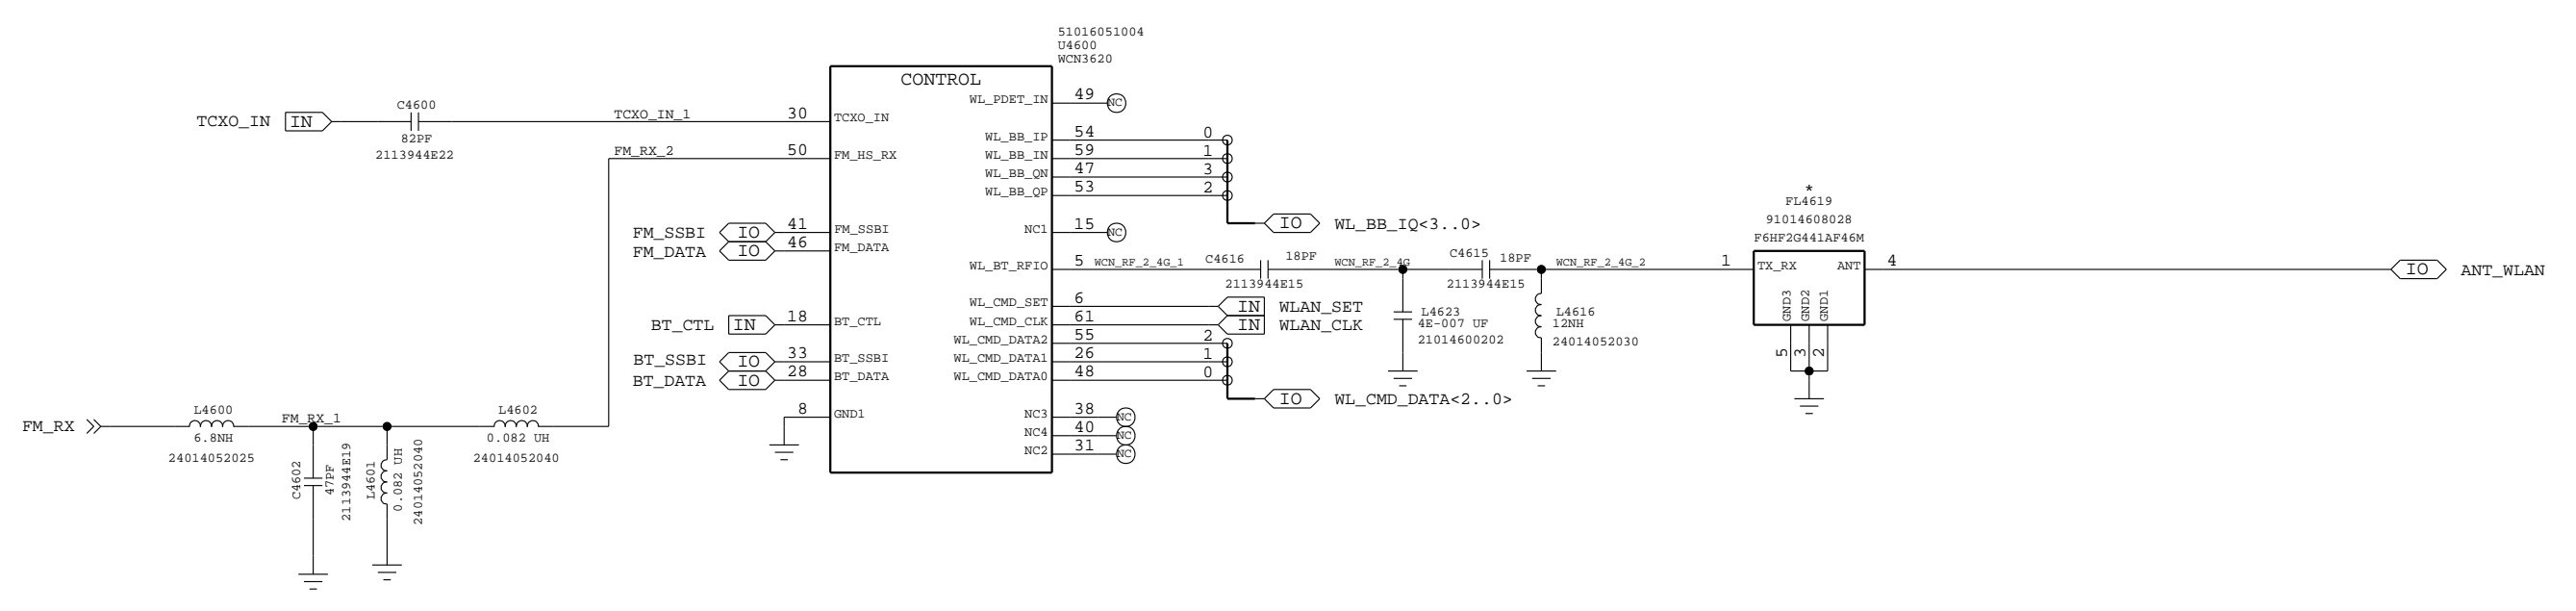 51016051004
U4600
WCN3620
CONTROL
TCXO_IN IN
C4600
82PF
2113944E22
TCXO_IN_1 30 TCXO_IN
FM_RX_2 50 FM_HS_RX
FM_SSBI IO 41 FM_SSBI
FM_DATA IO 46 FM_DATA
BT_CTL IN 18 BT_CTL
BT_SSBI IO 33 BT_SSBI
BT_DATA IO 28 BT_DATA
8 GND1
FM_RX
L4600
6.8NH
24014052025
FM_RX_1
C4602
47PF
2113944E19
L4601
0.082 UH
24014052040
L4602
0.082 UH
24014052040
WL_PDET_IN 49 NC
WL_BB_IP 54 0
WL_BB_IN 59 1
WL_BB_QN 47 3
WL_BB_QP 53 2
IO WL_BB_IQ<3..0>
NC1 15 NC
WL_BT_RFIO 5 WCN_RF_2_4G_1
C4616 18PF
2113944E15
WCN_RF_2_4G
C4615 18PF
2113944E15
WCN_RF_2_4G_2
L4623
4E-007 UF
21014600202
L4616
12NH
24014052030
WL_CMD_SET 6 IN WLAN_SET
WL_CMD_CLK 61 IN WLAN_CLK
WL_CMD_DATA2 55 2
WL_CMD_DATA1 26 1
WL_CMD_DATA0 48 0
IO WL_CMD_DATA<2..0>
NC3 38 NC
NC4 40 NC
NC2 31 NC
*
FL4619
91014608028
F6HF2G441AF46M
1 TX_RX ANT 4
GND3 GND2 GND1
5 3 2
IO ANT_WLAN